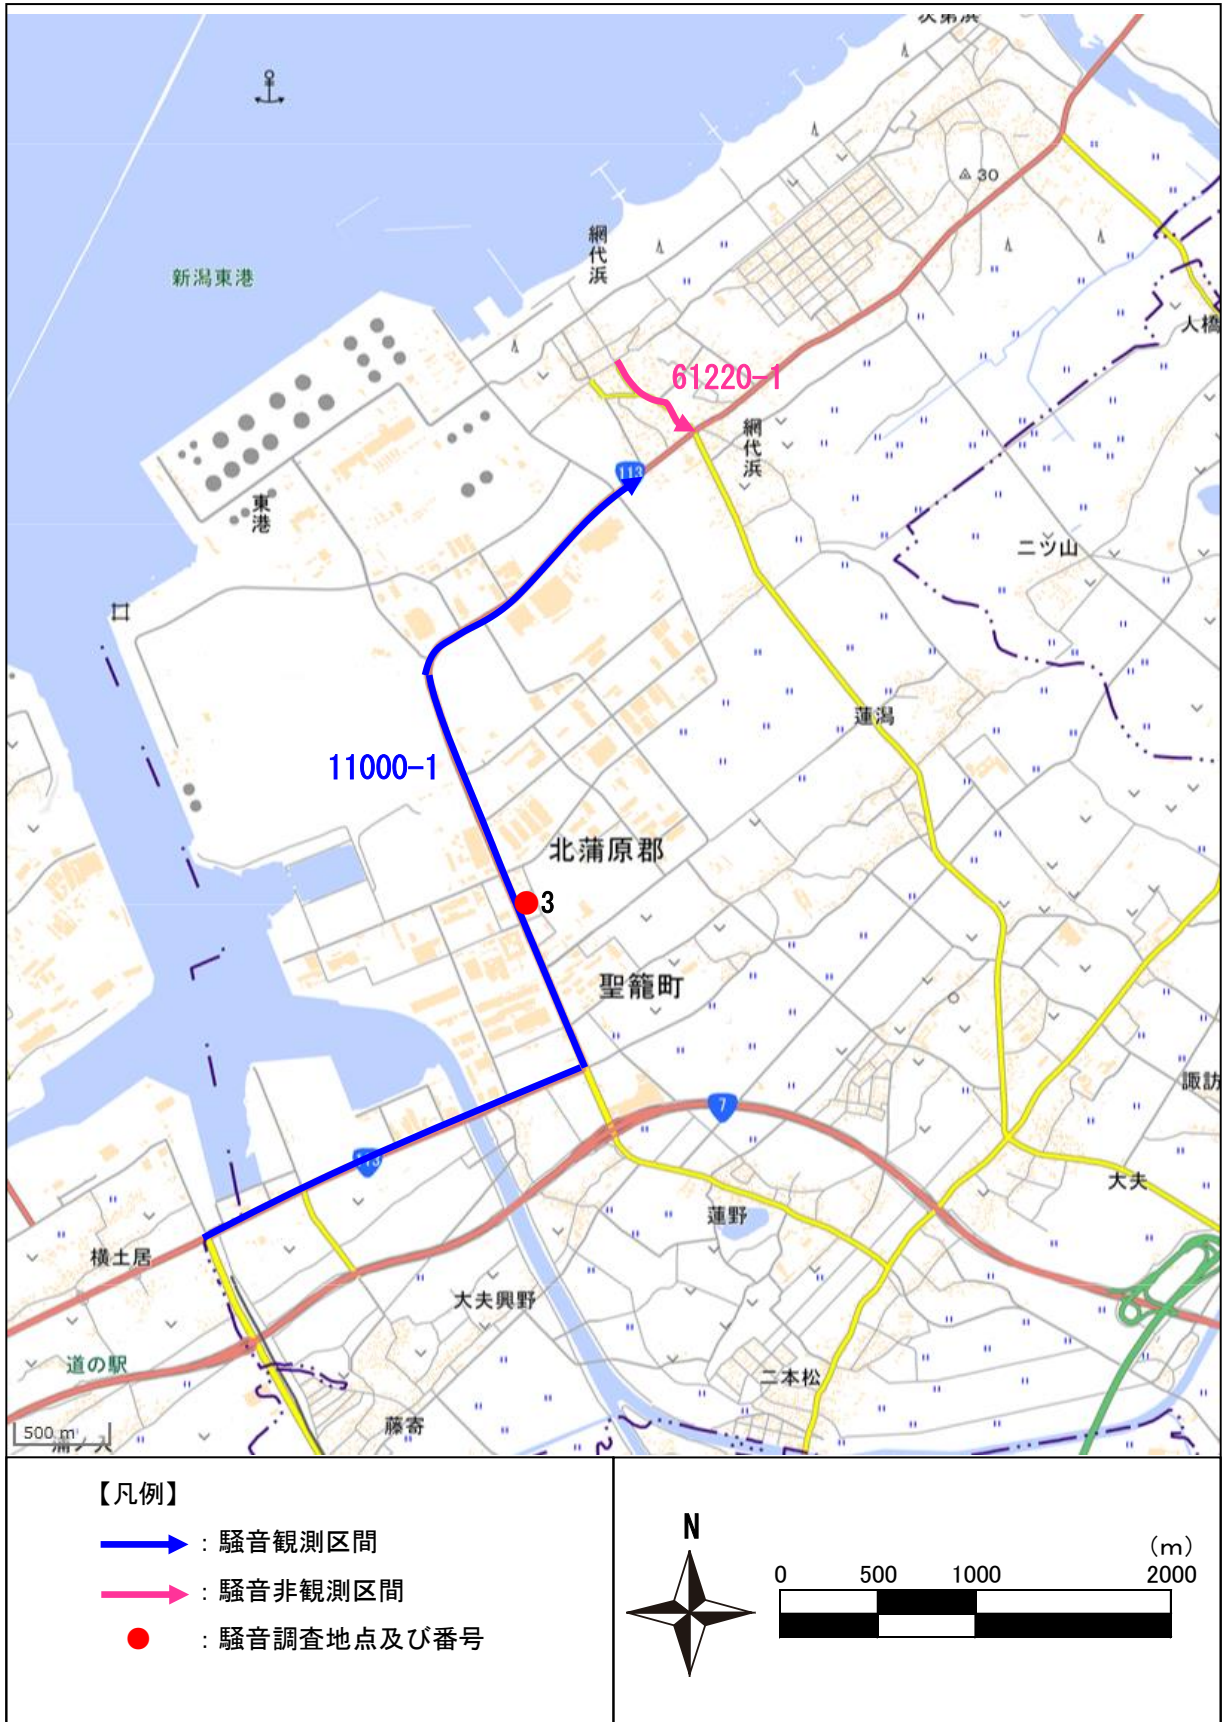 次第浜
30
網代浜
新潟東港
人橋
61220-1
網代浜
113
東港
二ツ山
蓮潟
11000-1
北蒲原郡
3
聖籠町
諏訪
7
113
大夫
蓮野
横土居
大夫興野
道の駅
二本松
藤寄
500 m
【凡例】
：騒音観測区間
：騒音非観測区間
：騒音調査地点及び番号
N
（m）
0 500 1000 2000